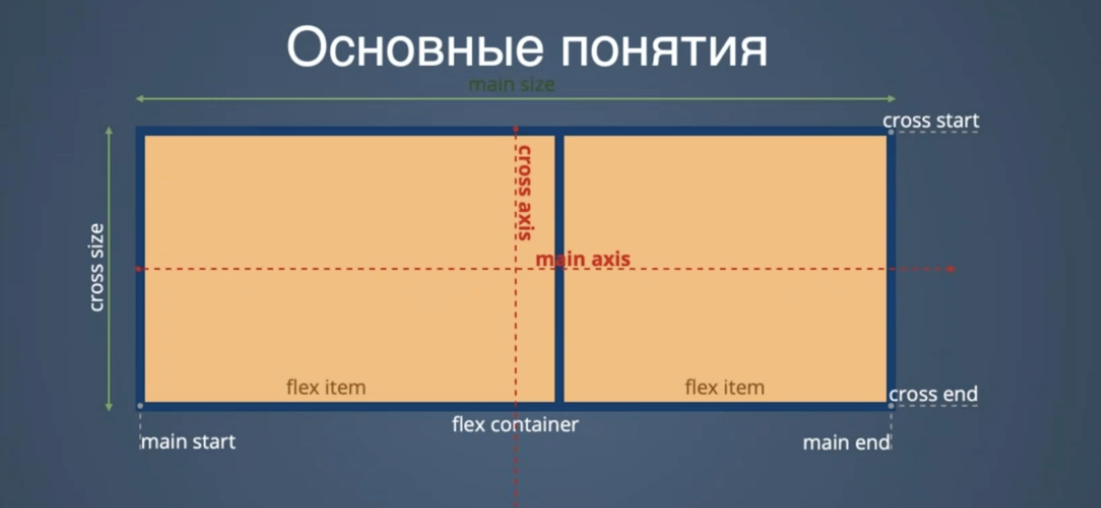 Основные понятия
main size
cross start
cross axis
cross size
main axis
flex item
flex item
cross end
flex container
main start
main end